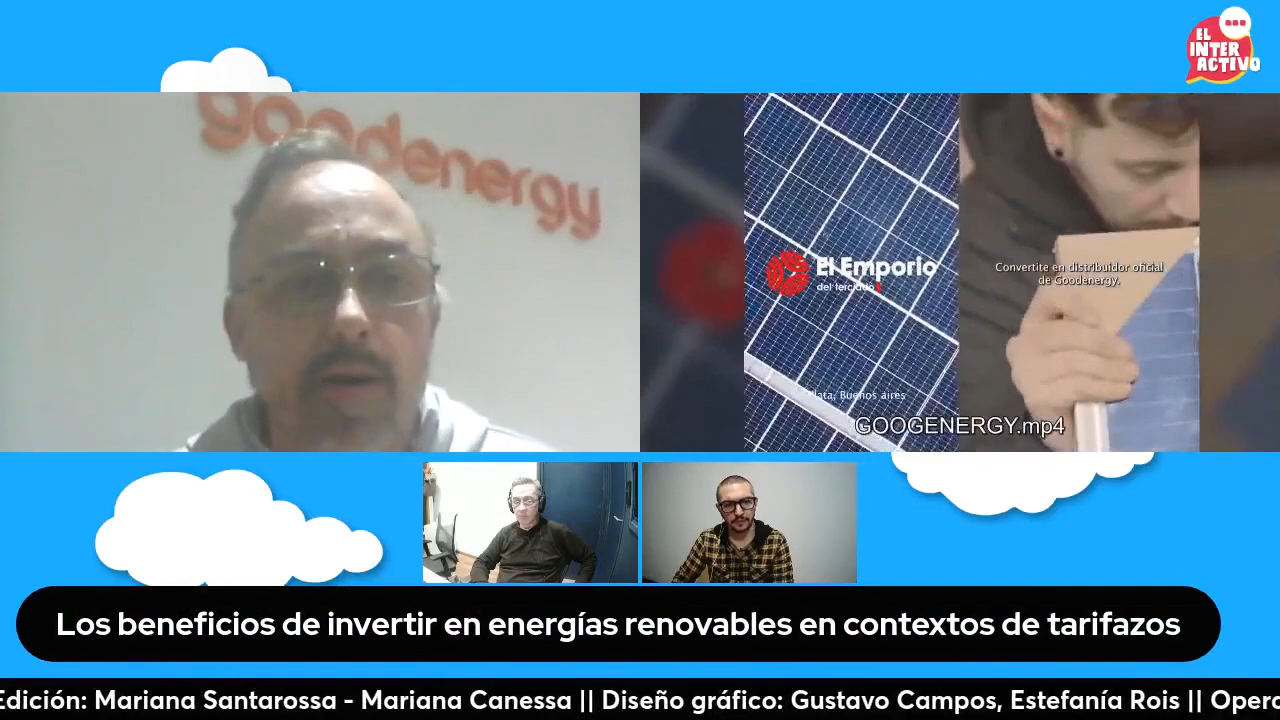 EL
INTER
ACTIVO
goodenergy
El Emporio
del terciado
Convertite en distribuidor oficial
de Goodenergy.
Plata, Buenos aires
GOOGENERGY.mp4
Los beneficios de invertir en energías renovables en contextos de tarifazos
Edición: Mariana Santarossa - Mariana Canessa || Diseño gráfico: Gustavo Campos, Estefanía Rois || Opera